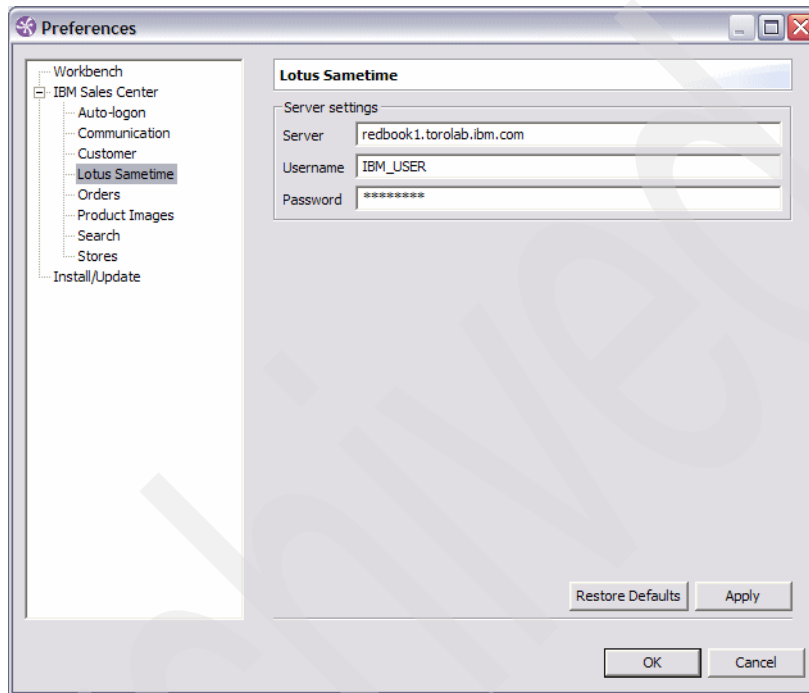 Preferences
Workbench
IBM Sales Center
Auto-logon
Communication
Customer
Lotus Sametime
Orders
Product Images
Search
Stores
Install/Update
Lotus Sametime
Server settings
Server redbook1.torolab.ibm.com
Username IBM_USER
Password ********
Restore Defaults Apply
OK Cancel